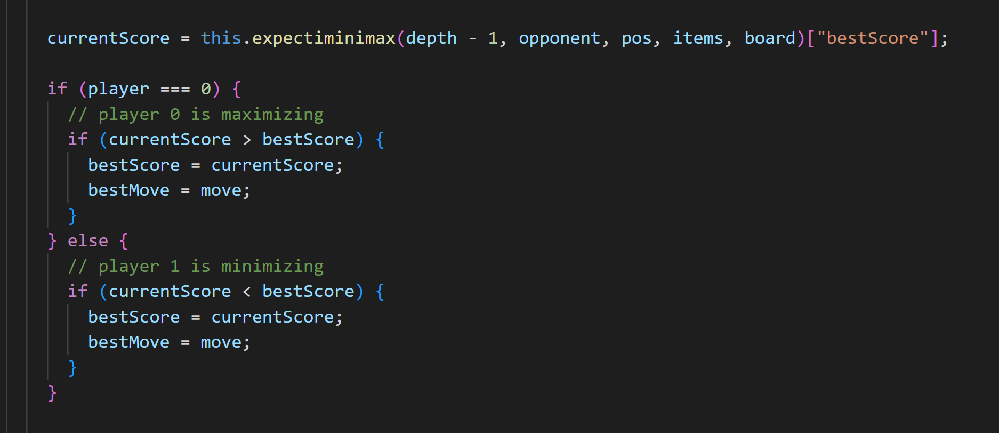 currentScore = this.expectiminimax(depth - 1, opponent, pos, items, board)["bestScore"];
if (player === 0) {
// player 0 is maximizing
if (currentScore > bestScore) {
bestScore = currentScore;
bestMove = move;
}
} else {
// player 1 is minimizing
if (currentScore < bestScore) {
bestScore = currentScore;
bestMove = move;
}
}